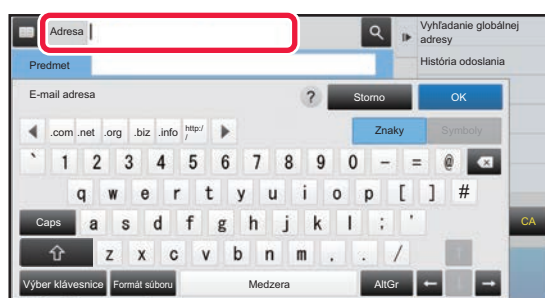 Adresa
Vyhľadanie globálnej
adresy
Predmet
História odoslania
E-mail adresa
?
Storno
OK
.com .net .org .biz .info http:/
/
Znaky
Symboly
` 1 2 3 4 5 6 7 8 9 0 - = @
q w e r t y u i o p [ ] #
Caps a s d f g h j k l ; '
CA
z x c v b n m . . /
Výber klávesnice
Formát súboru
Medzera
AltGr